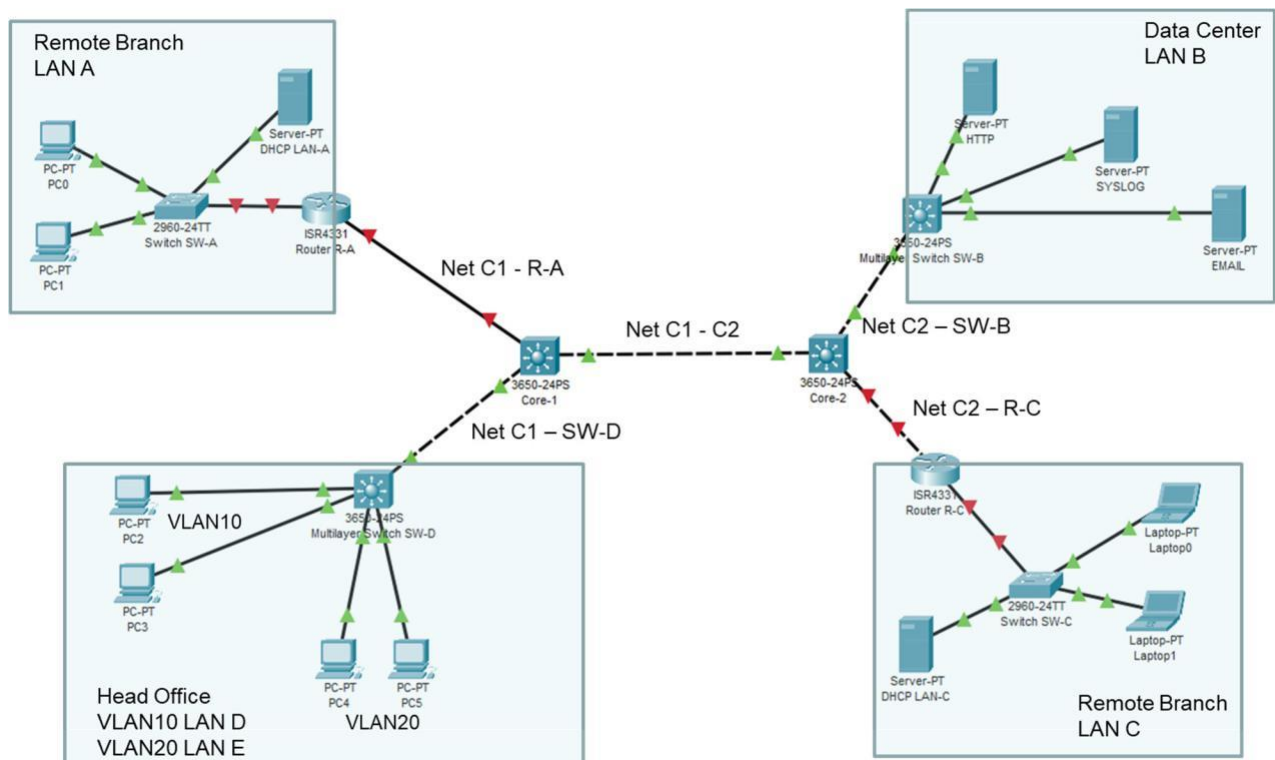 Remote Branch
LAN A
Server-PT
DHCP LAN-A
PC-PT
PC0
2960-24TT
Switch SW-A
ISR4331
Router R-A
PC-PT
PC1
Data Center
LAN B
Server-PT
HTTP
Server-PT
SYSLOG
3650-24PS
Multilayer Switch SW-B
Server-PT
EMAIL
Net C1 - R-A
Net C1 - C2
Net C2 – SW-B
3650-24PS
Core-1
3650-24PS
Core-2
Net C2 – R-C
Net C1 – SW-D
PC-PT
PC2
VLAN10
3650-24PS
Multilayer Switch SW-D
PC-PT
PC3
PC-PT
PC4
PC-PT
PC5
VLAN20
Head Office
VLAN10 LAN D
VLAN20 LAN E
ISR4331
Router R-C
Laptop-PT
Laptop0
2960-24TT
Switch SW-C
Laptop-PT
Laptop1
Server-PT
DHCP LAN-C
Remote Branch
LAN C